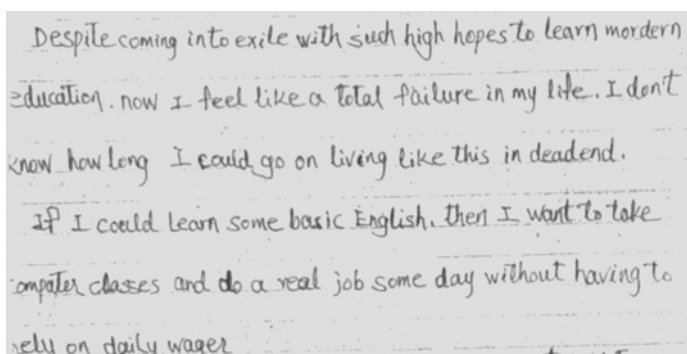 Despite coming into exile with such high hopes to learn mordern
education. now I feel like a total failure in my life. I don't
know how long I could go on living like this in deadend.
If I could learn some basic English, then I want to take
computer classes and do a real job some day without having to
rely on daily wager